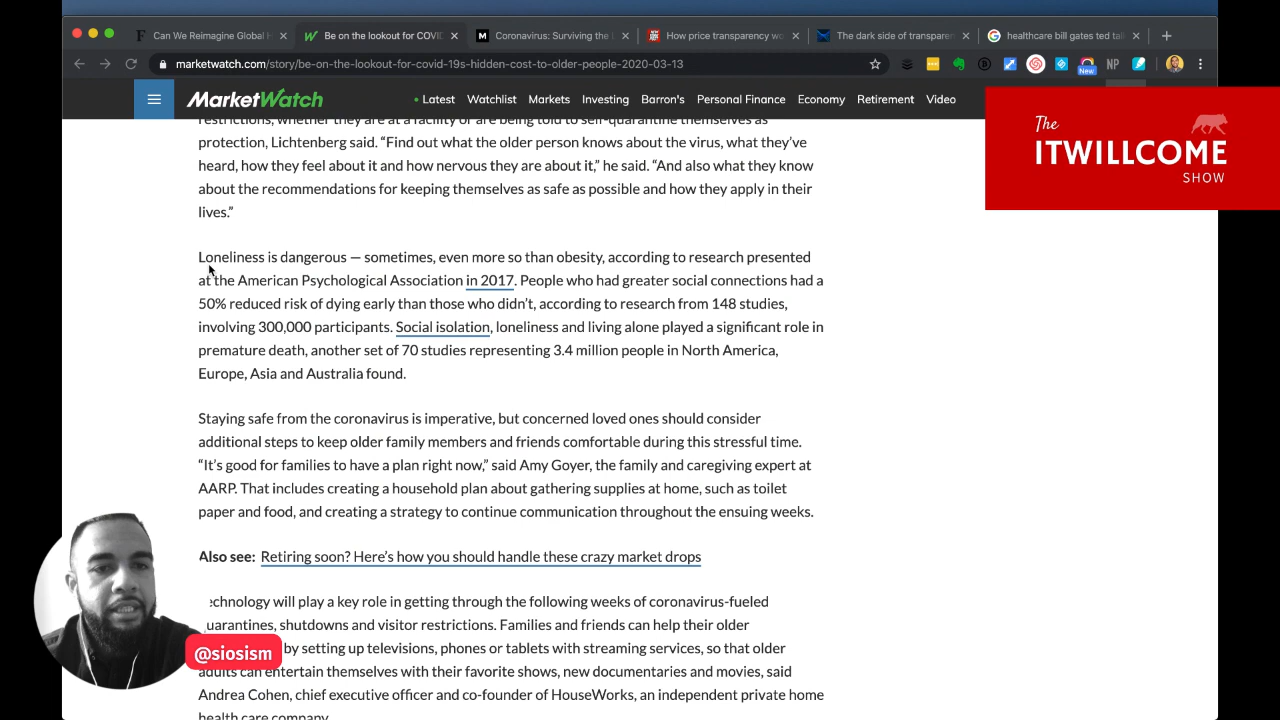 Can We Reimagine Global H
Be on the lookout for COVID
Coronavirus: Surviving the
How price transparency wo
The dark side of transparen
healthcare bill gates ted talk
marketwatch.com/story/be-on-the-lookout-for-covid-19s-hidden-cost-to-older-people-2020-03-13
New
NP
MarketWatch
• Latest Watchlist Markets Investing Barron's Personal Finance Economy Retirement Video
The
ITWILLCOME
SHOW
restrictions, whether they are at a facility or are being told to self-quarantine themselves as
protection, Lichtenberg said. “Find out what the older person knows about the virus, what they’ve
heard, how they feel about it and how nervous they are about it,” he said. “And also what they know
about the recommendations for keeping themselves as safe as possible and how they apply in their
lives.”
Loneliness is dangerous — sometimes, even more so than obesity, according to research presented
at the American Psychological Association in 2017. People who had greater social connections had a
50% reduced risk of dying early than those who didn’t, according to research from 148 studies,
involving 300,000 participants. Social isolation, loneliness and living alone played a significant role in
premature death, another set of 70 studies representing 3.4 million people in North America,
Europe, Asia and Australia found.
Staying safe from the coronavirus is imperative, but concerned loved ones should consider
additional steps to keep older family members and friends comfortable during this stressful time.
“It’s good for families to have a plan right now,” said Amy Goyer, the family and caregiving expert at
AARP. That includes creating a household plan about gathering supplies at home, such as toilet
paper and food, and creating a strategy to continue communication throughout the ensuing weeks.
Also see: Retiring soon? Here’s how you should handle these crazy market drops
echnology will play a key role in getting through the following weeks of coronavirus-fueled
uarantines, shutdowns and visitor restrictions. Families and friends can help their older
@siosism
by setting up televisions, phones or tablets with streaming services, so that older
adults can entertain themselves with their favorite shows, new documentaries and movies, said
Andrea Cohen, chief executive officer and co-founder of HouseWorks, an independent private home
health care company.